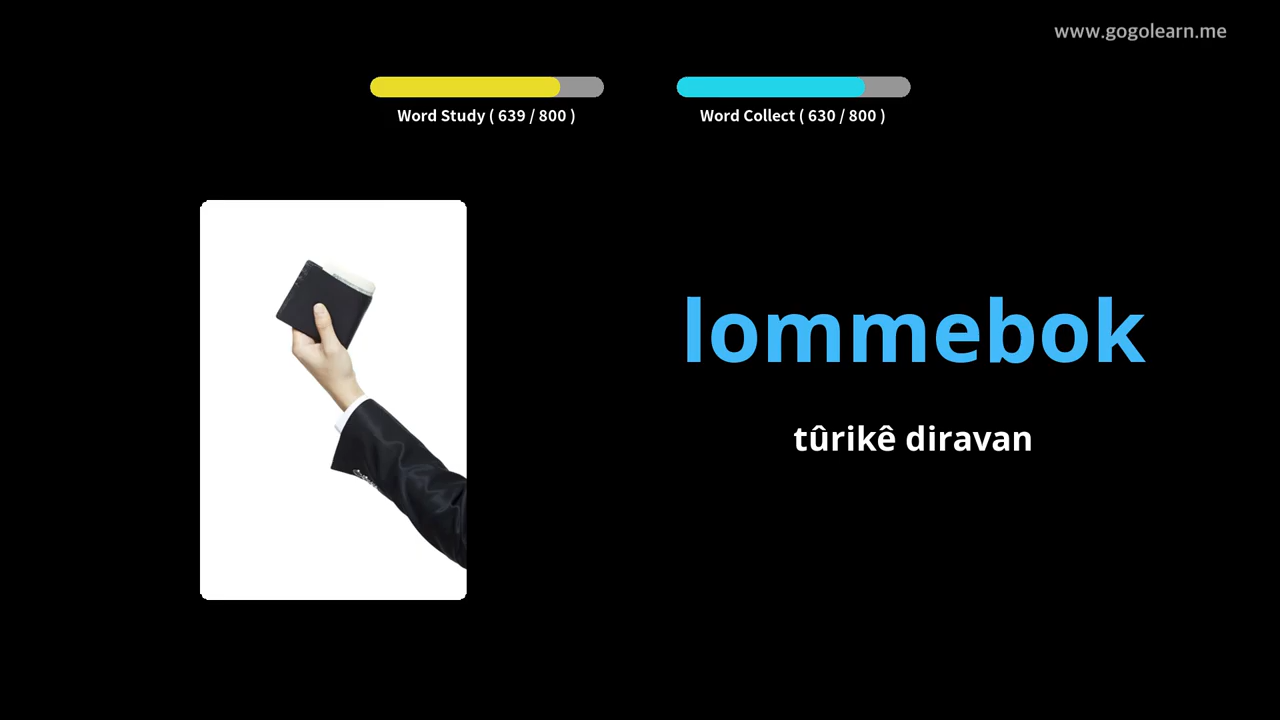 www.gogolearn.me
Word Study ( 639 / 800 )
Word Collect ( 630 / 800 )
lommebok
tûrikê diravan